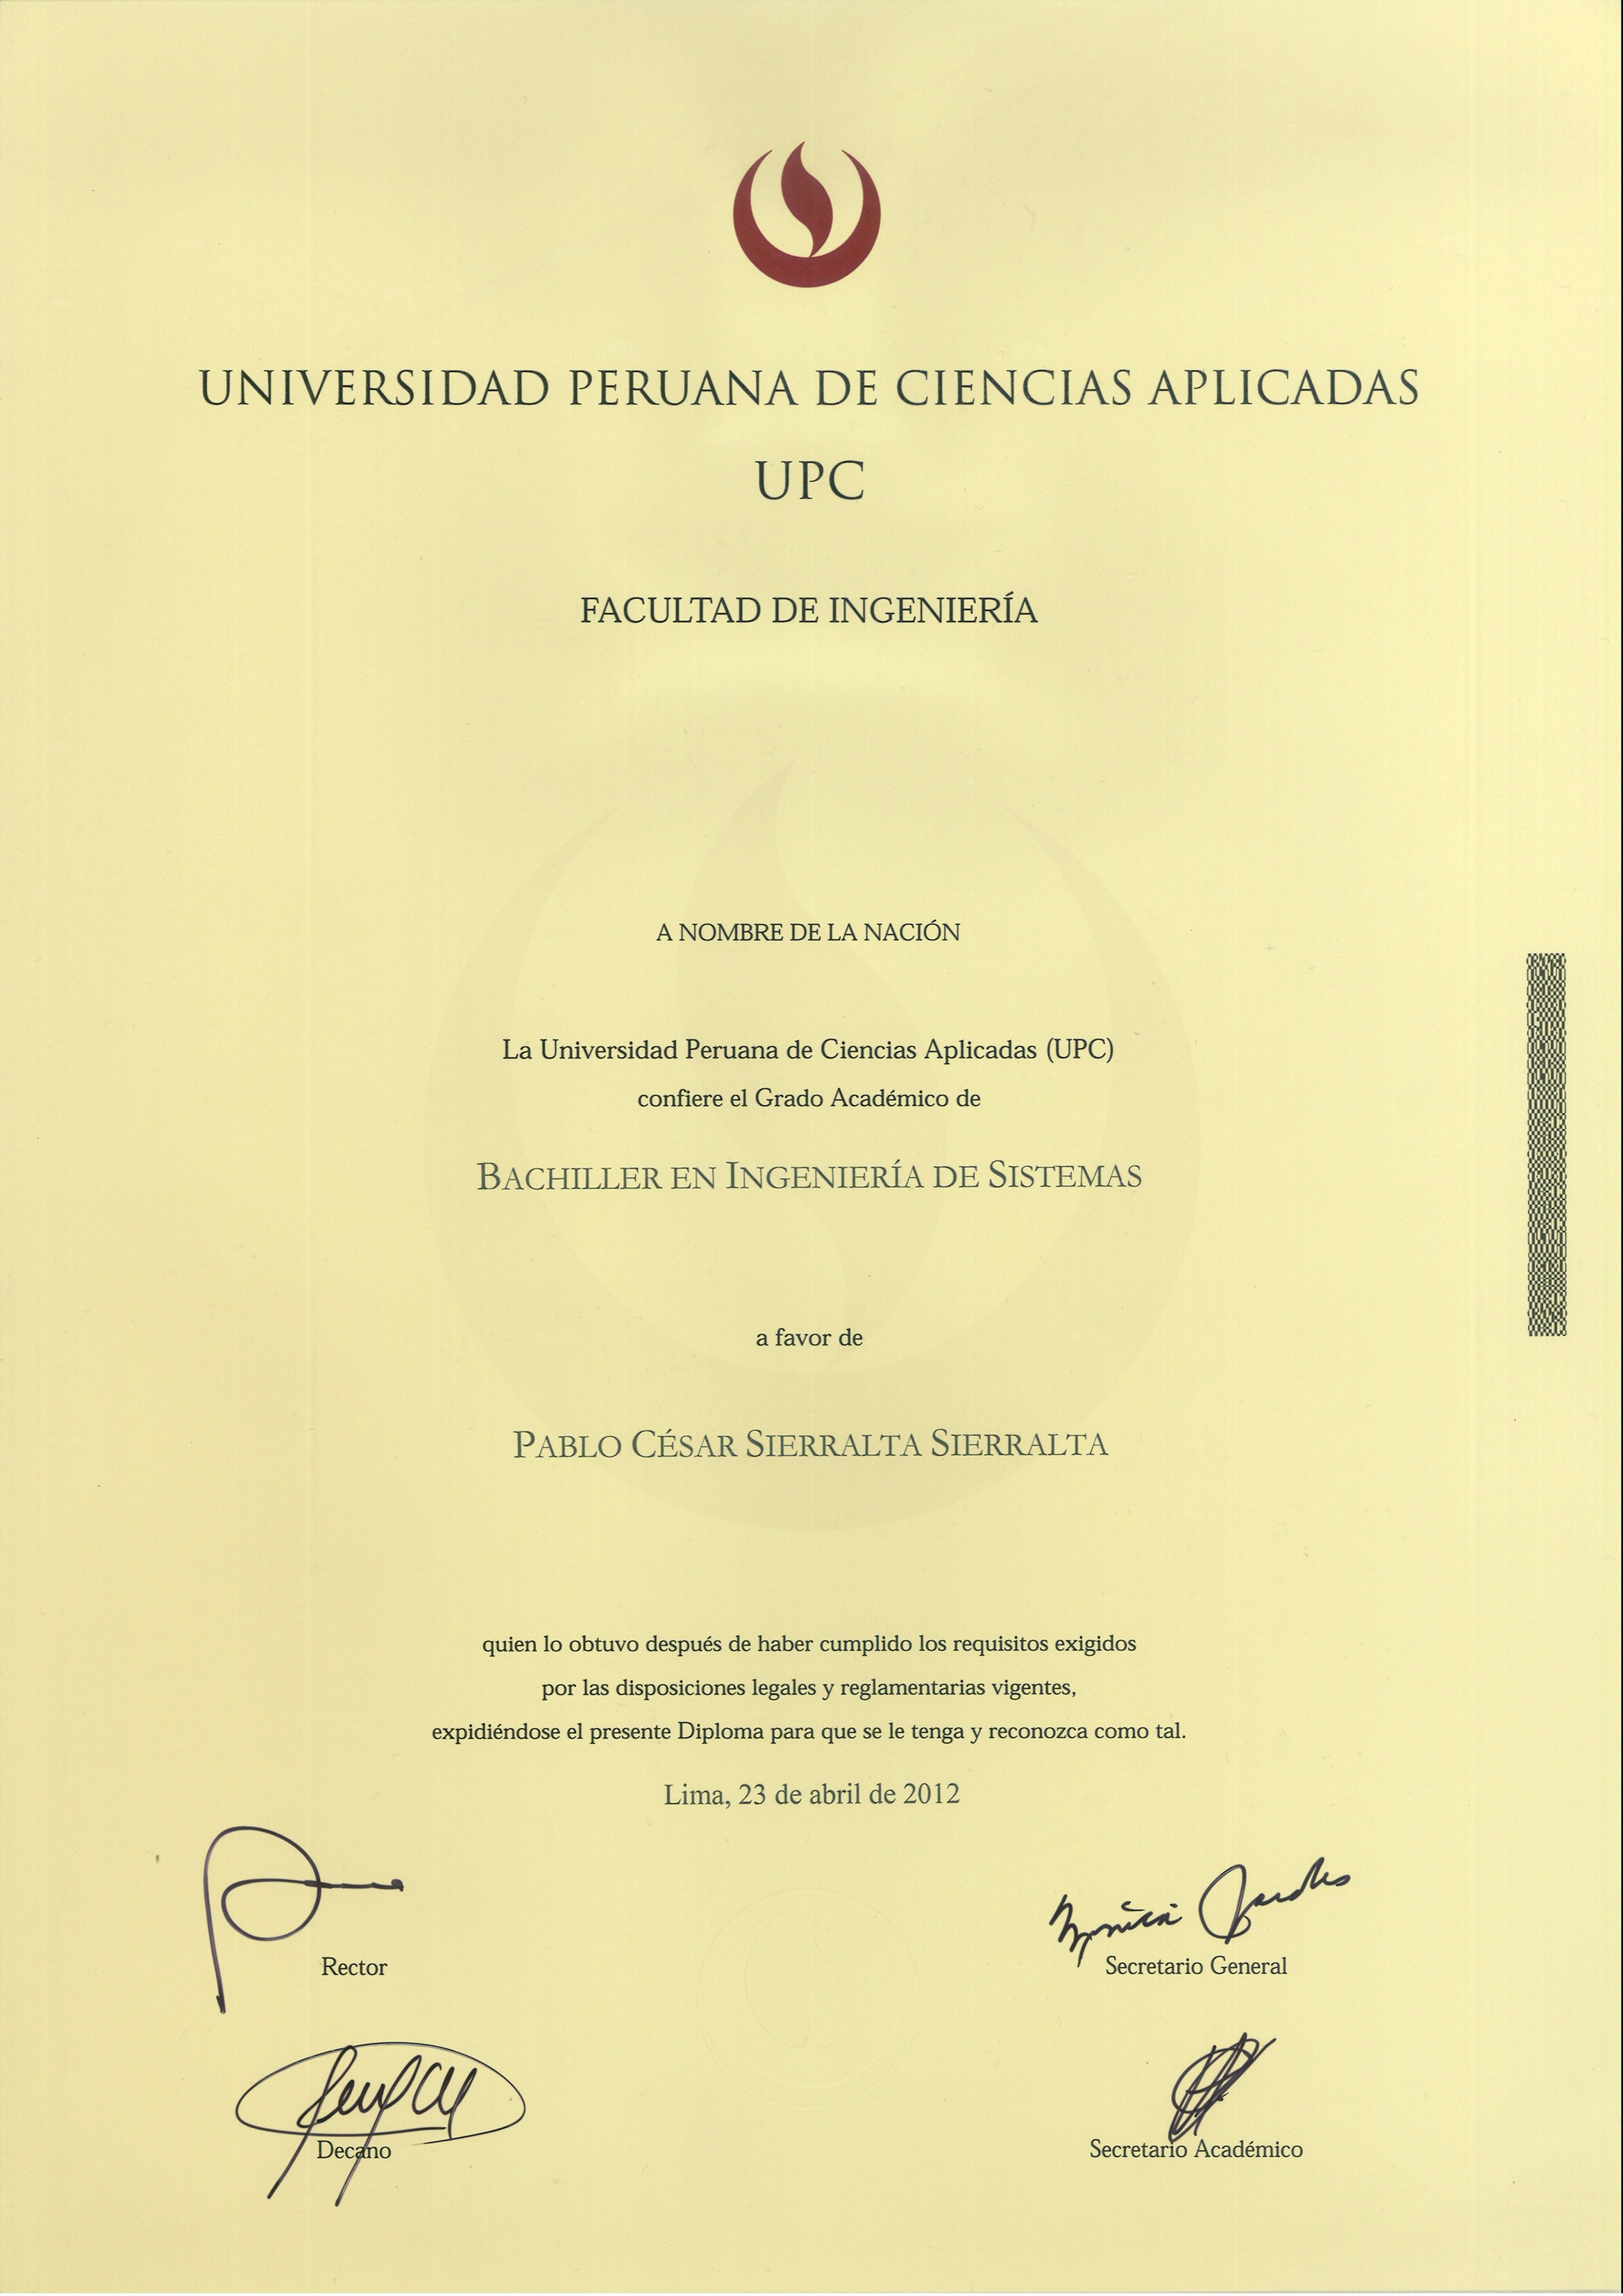 UNIVERSIDAD PERUANA DE CIENCIAS APLICADAS
UPC
FACULTAD DE INGENIERÍA
A NOMBRE DE LA NACIÓN
La Universidad Peruana de Ciencias Aplicadas (UPC)
confiere el Grado Académico de
BACHILLER EN INGENIERÍA DE SISTEMAS
a favor de
PABLO CÉSAR SIERRALTA SIERRALTA
quien lo obtuvo después de haber cumplido los requisitos exigidos
por las disposiciones legales y reglamentarias vigentes,
expidiéndose el presente Diploma para que se le tenga y reconozca como tal.
Lima, 23 de abril de 2012
Rector
Secretario General
Decano
Secretario Académico